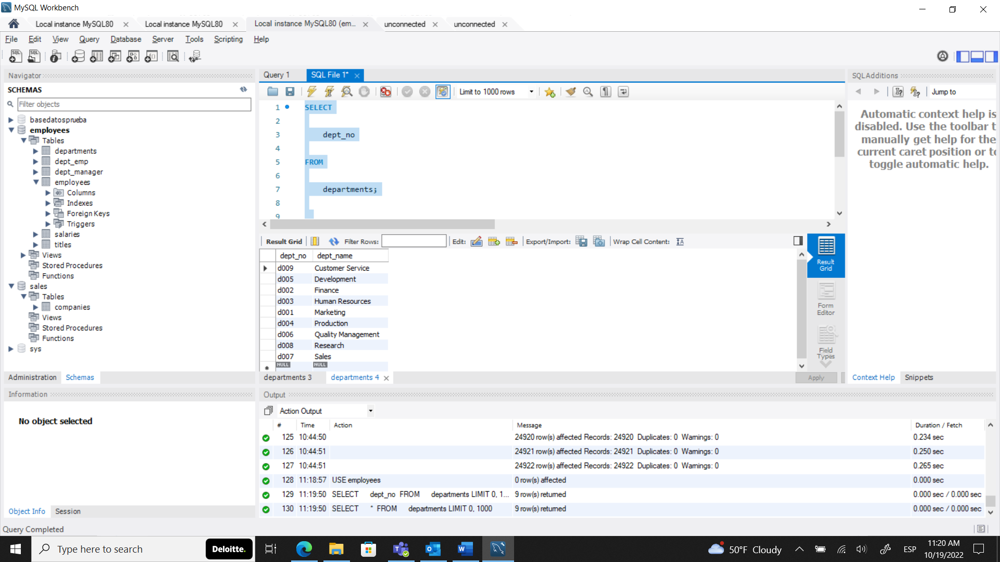 MySQL Workbench
Local instance MySQL80
Local instance MySQL80
Local instance MySQL80 (em...
unconnected
unconnected
File Edit View Query Database Server Tools Scripting Help
Navigator
SCHEMAS
Filter objects
basedatosprueba
employees
Tables
departments
dept_emp
dept_manager
employees
Columns
Indexes
Foreign Keys
Triggers
salaries
titles
Views
Stored Procedures
Functions
sales
Tables
companies
Views
Stored Procedures
Functions
sys
Administration Schemas
Information
No object selected
Object Info Session
Query 1 SQL File 1*
Limit to 1000 rows
1 SELECT
2
3 dept_no
4
5 FROM
6
7 departments;
8
9
Result Grid Filter Rows: Edit: Export/Import: Wrap Cell Content:
dept_no dept_name
d009 Customer Service
d005 Development
d002 Finance
d003 Human Resources
d001 Marketing
d004 Production
d006 Quality Management
d008 Research
d007 Sales
NULL NULL
Result
Grid
Form
Editor
Field
Types
departments 3 departments 4
Apply
SQLAdditions
Jump to
Automatic context help is
disabled. Use the toolbar t
manually get help for the
current caret position or to
toggle automatic help.
Context Help Snippets
Output
Action Output
# Time Action Message Duration / Fetch
125 10:44:50 24920 row(s) affected Records: 24920 Duplicates: 0 Warnings: 0 0.234 sec
126 10:44:51 24921 row(s) affected Records: 24921 Duplicates: 0 Warnings: 0 0.250 sec
127 10:44:51 24922 row(s) affected Records: 24922 Duplicates: 0 Warnings: 0 0.265 sec
128 11:18:57 USE employees 0 row(s) affected 0.000 sec
129 11:19:50 SELECT dept_no FROM departments LIMIT 0, 1... 9 row(s) returned 0.000 sec / 0.000 sec
130 11:19:50 SELECT * FROM departments LIMIT 0, 1000 9 row(s) returned 0.000 sec / 0.000 sec
Query Completed
Type here to search
Deloitte.
50°F Cloudy
ESP
11:20 AM
10/19/2022